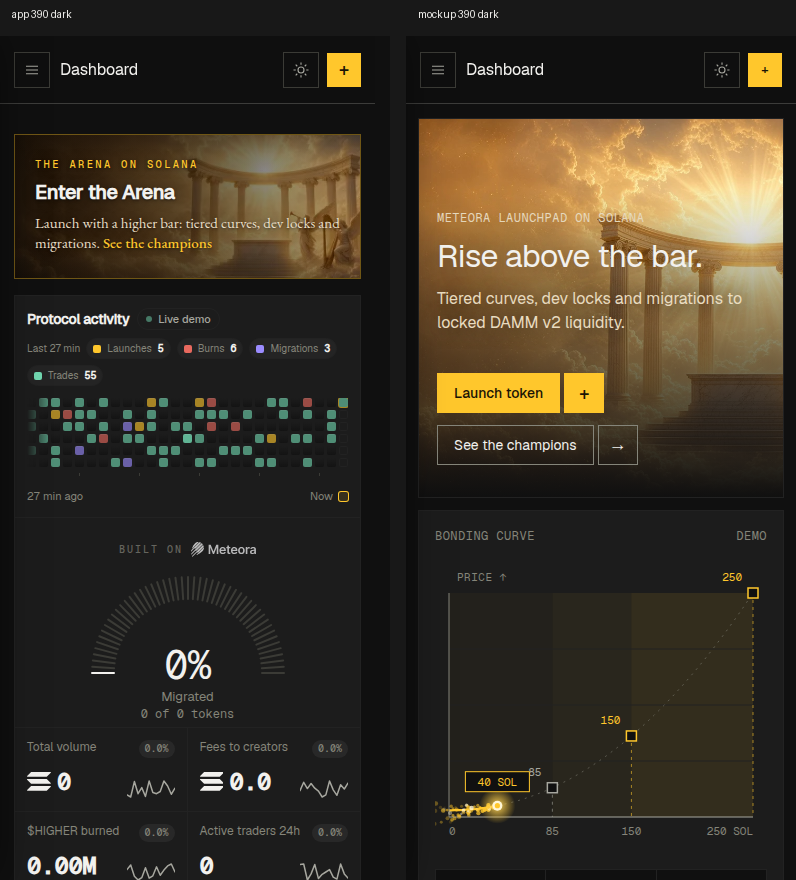 app 390 dark
Dashboard
+
THE ARENA ON SOLANA
Enter the Arena
Launch with a higher bar: tiered curves, dev locks and
migrations. See the champions
Protocol activity
Live demo
Last 27 min
Launches 5
Burns 6
Migrations 3
Trades 55
27 min ago
Now
BUILT ON Meteora
0%
Migrated
0 of 0 tokens
Total volume
0.0%
0
Fees to creators
0.0%
0.0
$HIGHER burned
0.0%
0.00M
Active traders 24h
0.0%
0
mockup 390 dark
Dashboard
+
METEORA LAUNCHPAD ON SOLANA
Rise above the bar.
Tiered curves, dev locks and migrations to
locked DAMM v2 liquidity.
Launch token
+
See the champions
→
BONDING CURVE
DEMO
PRICE ↑
250
150
85
40 SOL
0
85
150
250 SOL